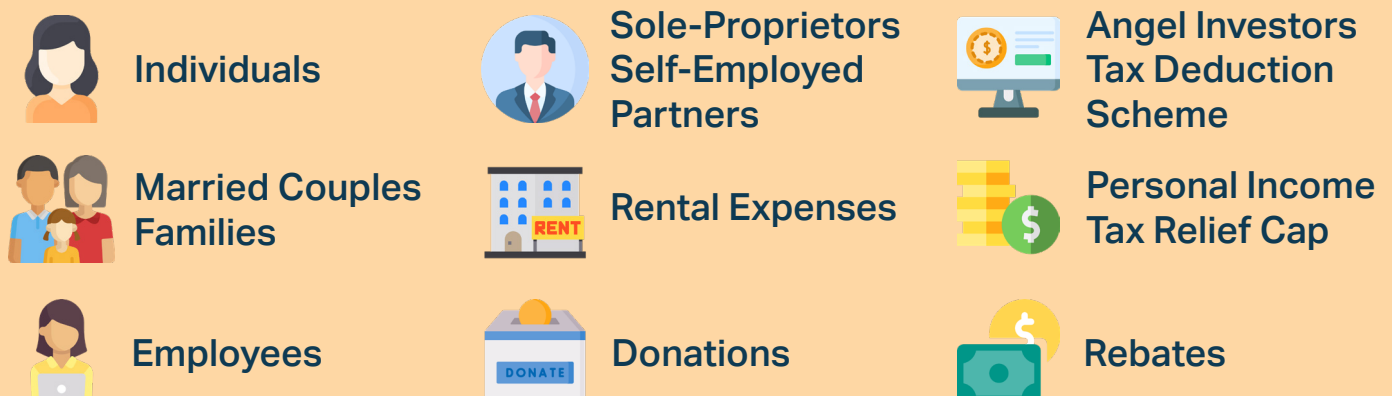 Individuals
Sole-Proprietors
Self-Employed
Partners
Angel Investors
Tax Deduction
Scheme
Married Couples
Families
RENT
Rental Expenses
$
Personal Income
Tax Relief Cap
Employees
DONATE
Donations
$
Rebates